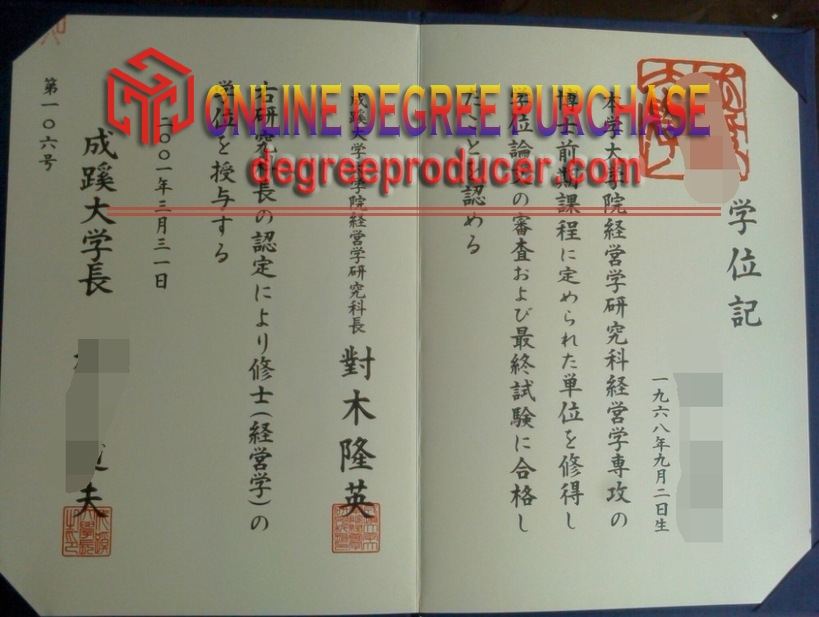 ONLINE DEGREE PURCHASE
degreeproducer.com
学位記
一九六八年九月二日生
本学大学院経営学研究科経営学専攻の
博士前期課程に定められた単位を修得し
学位論文の審査および最終試験に合格し
たことを認める
成蹊大学大学院経営学研究科長
對木隆英
右研究科長の認定により修士(経営学)の
学位を授与する
二〇〇一年三月三一日
成蹊大学長
夫
第一〇六号